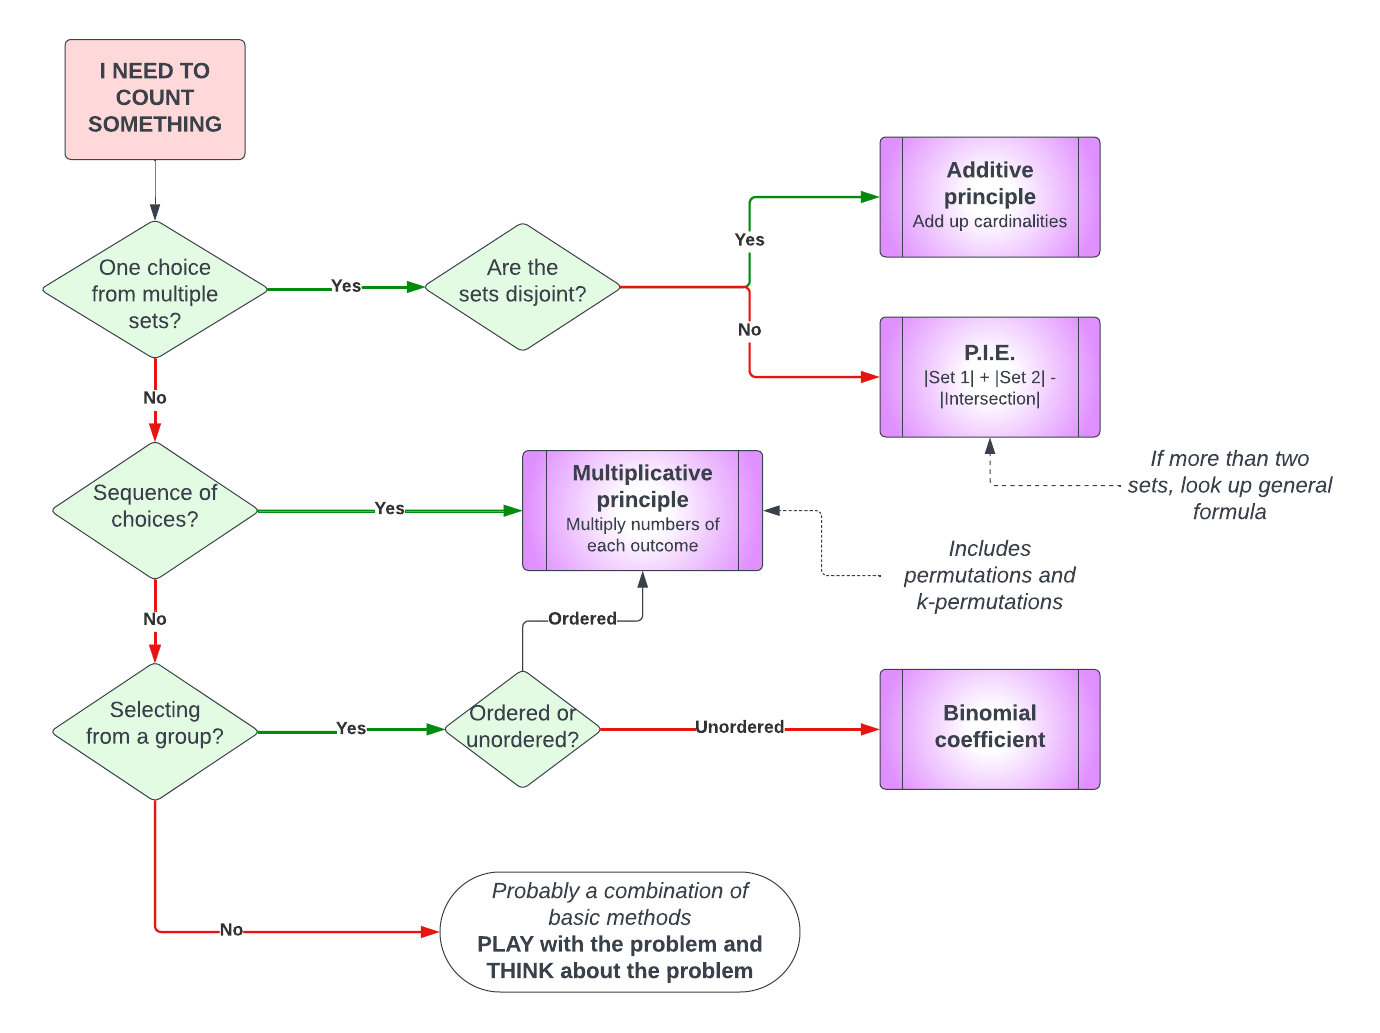 I NEED TO
COUNT
SOMETHING
One choice
from multiple
sets?
Yes
Are the
sets disjoint?
Yes
No
Additive
principle
Add up cardinalities
P.I.E.
|Set 1| + |Set 2| -
|Intersection|
If more than two
sets, look up general
formula
No
Sequence of
choices?
Yes
Multiplicative
principle
Multiply numbers of
each outcome
Includes
permutations and
k-permutations
No
Selecting
from a group?
Yes
Ordered or
unordered?
Ordered
Unordered
Binomial
coefficient
No
Probably a combination of
basic methods
PLAY with the problem and
THINK about the problem